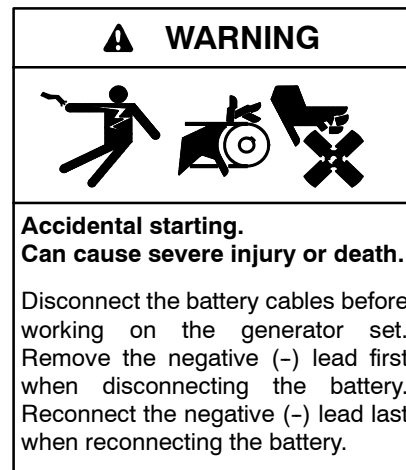 WARNING
Accidental starting.
Can cause severe injury or death.
Disconnect the battery cables before
working on the generator set.
Remove the negative (–) lead first
when disconnecting the battery.
Reconnect the negative (–) lead last
when reconnecting the battery.